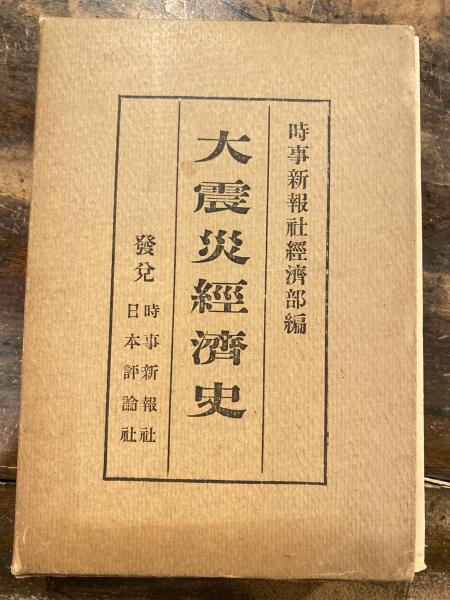 時事新報社經濟部編
大震災經濟史
發兌
時事新報社
日本評論社